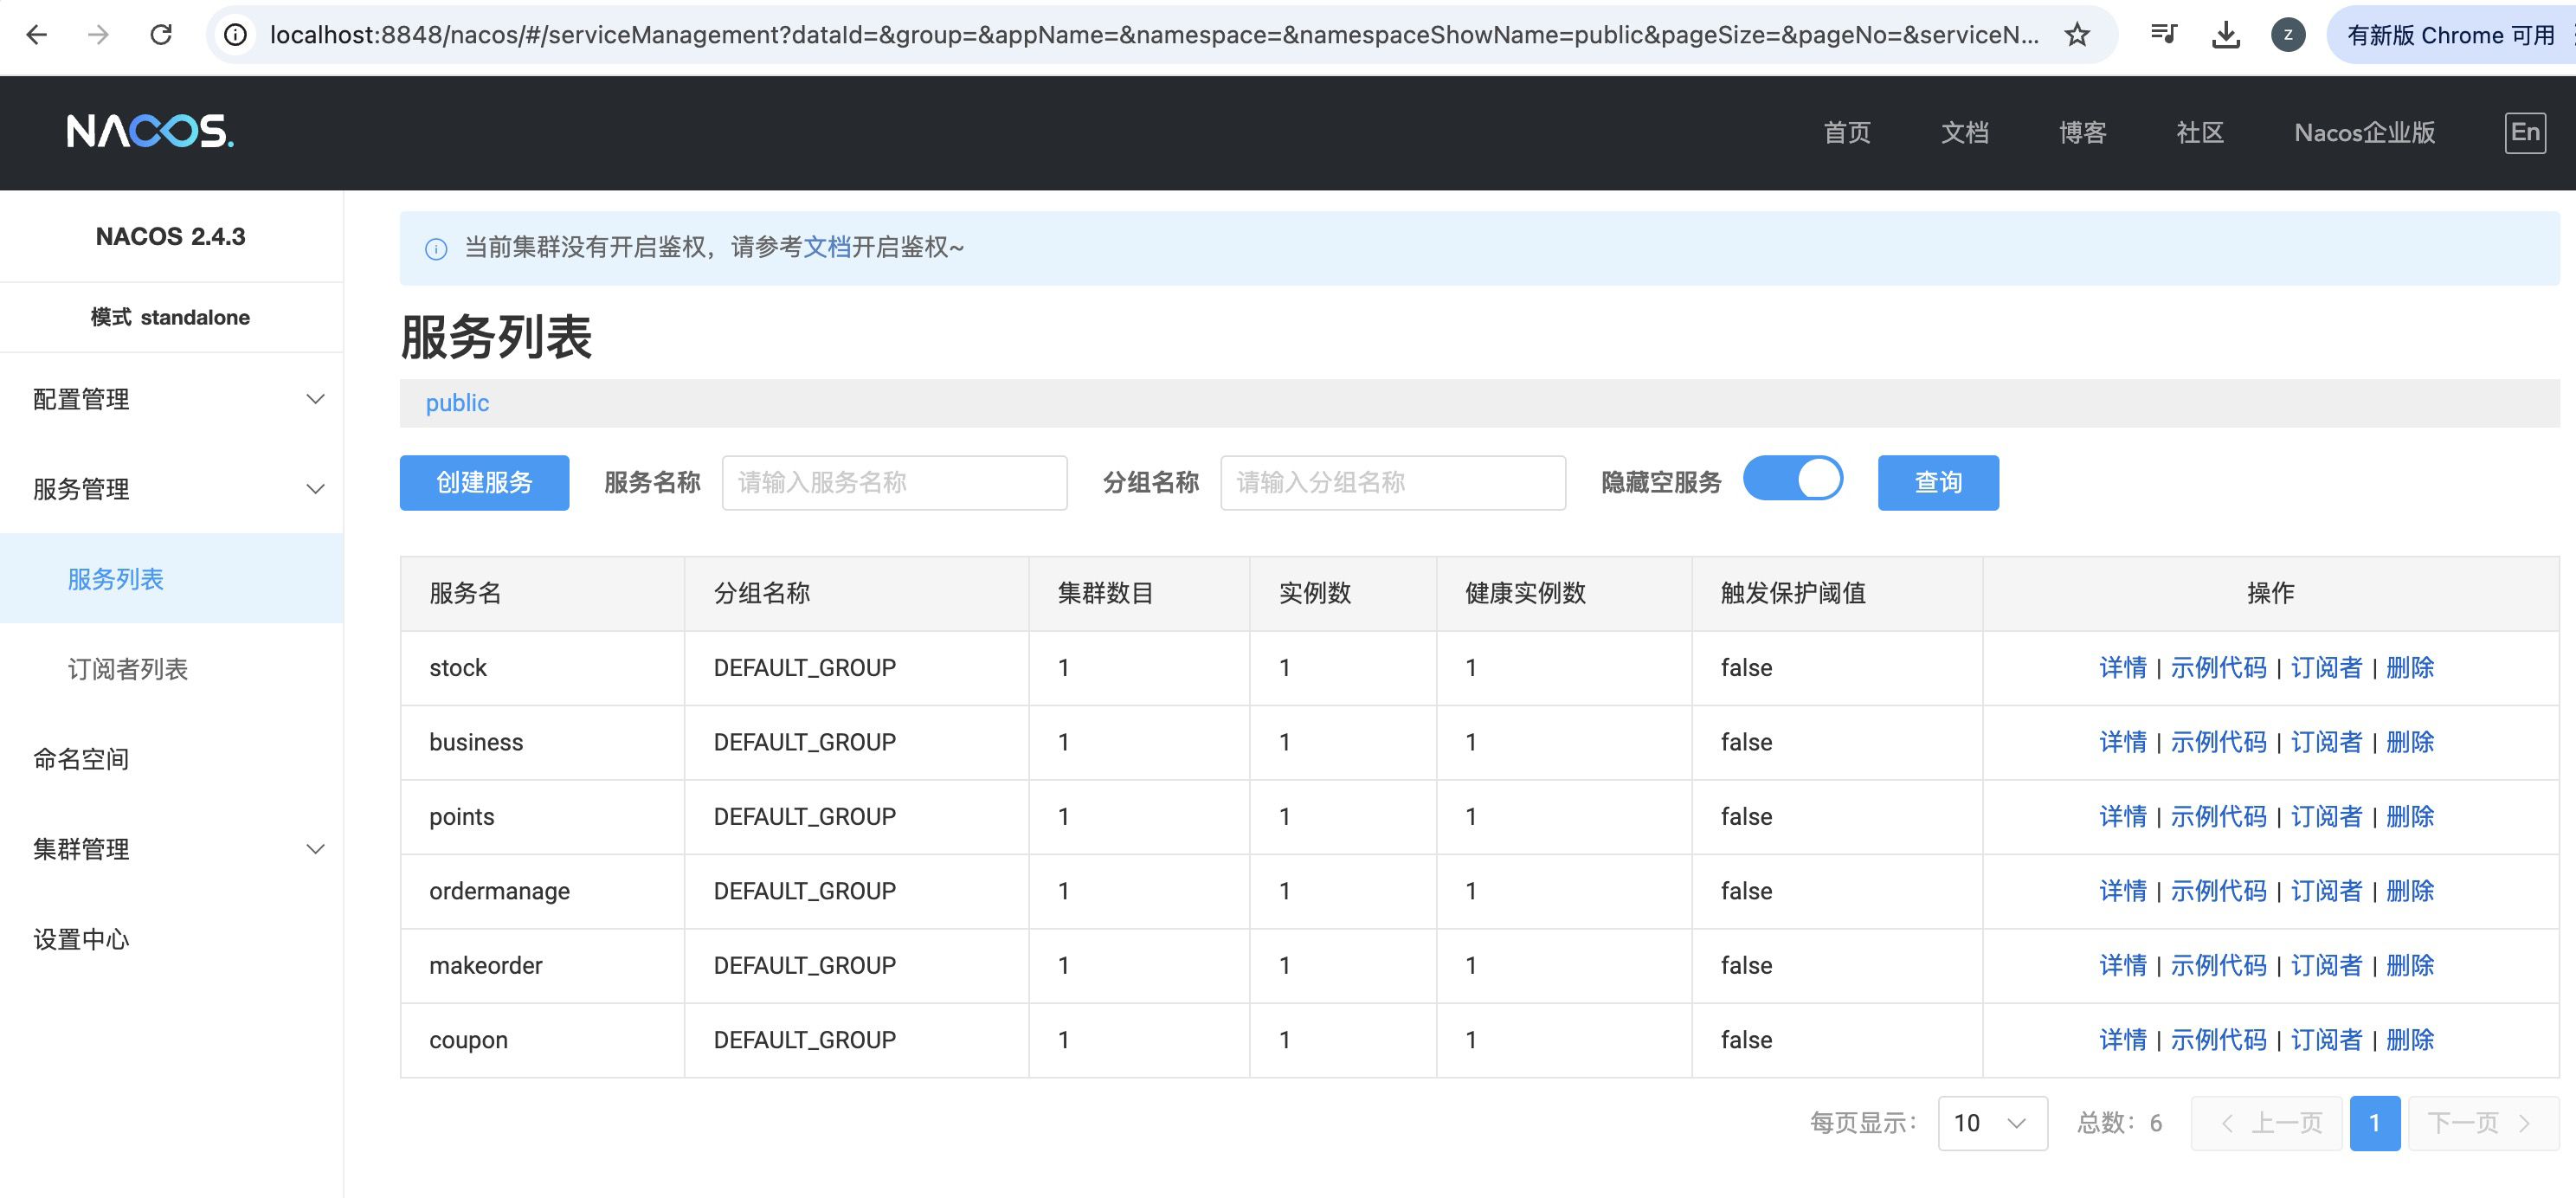 localhost:8848/nacos/#/serviceManagement?dataId=&group=&appName=&namespace=&namespaceShowName=public&pageSize=&pageNo=&serviceN...
Z
有新版 Chrome 可用
NACOS.
首页 文档 博客 社区 Nacos企业版 En
NACOS 2.4.3
模式 standalone
配置管理
服务管理
服务列表
订阅者列表
命名空间
集群管理
设置中心
当前集群没有开启鉴权，请参考文档开启鉴权~
服务列表
public
创建服务 服务名称 请输入服务名称 分组名称 请输入分组名称 隐藏空服务 查询
服务名 分组名称 集群数目 实例数 健康实例数 触发保护阈值 操作
stock DEFAULT_GROUP 1 1 1 false 详情 | 示例代码 | 订阅者 | 删除
business DEFAULT_GROUP 1 1 1 false 详情 | 示例代码 | 订阅者 | 删除
points DEFAULT_GROUP 1 1 1 false 详情 | 示例代码 | 订阅者 | 删除
ordermanage DEFAULT_GROUP 1 1 1 false 详情 | 示例代码 | 订阅者 | 删除
makeorder DEFAULT_GROUP 1 1 1 false 详情 | 示例代码 | 订阅者 | 删除
coupon DEFAULT_GROUP 1 1 1 false 详情 | 示例代码 | 订阅者 | 删除
每页显示： 10 总数：6 上一页 1 下一页